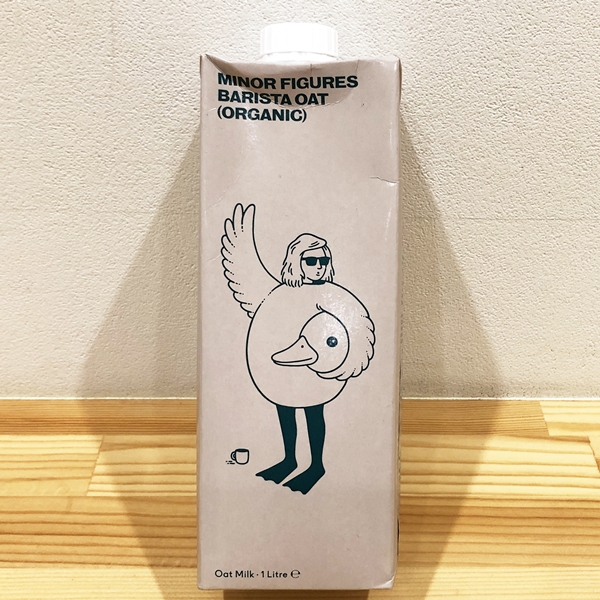 MINOR FIGURES
BARISTA OAT
(ORGANIC)
Oat Milk · 1 Litre ℮